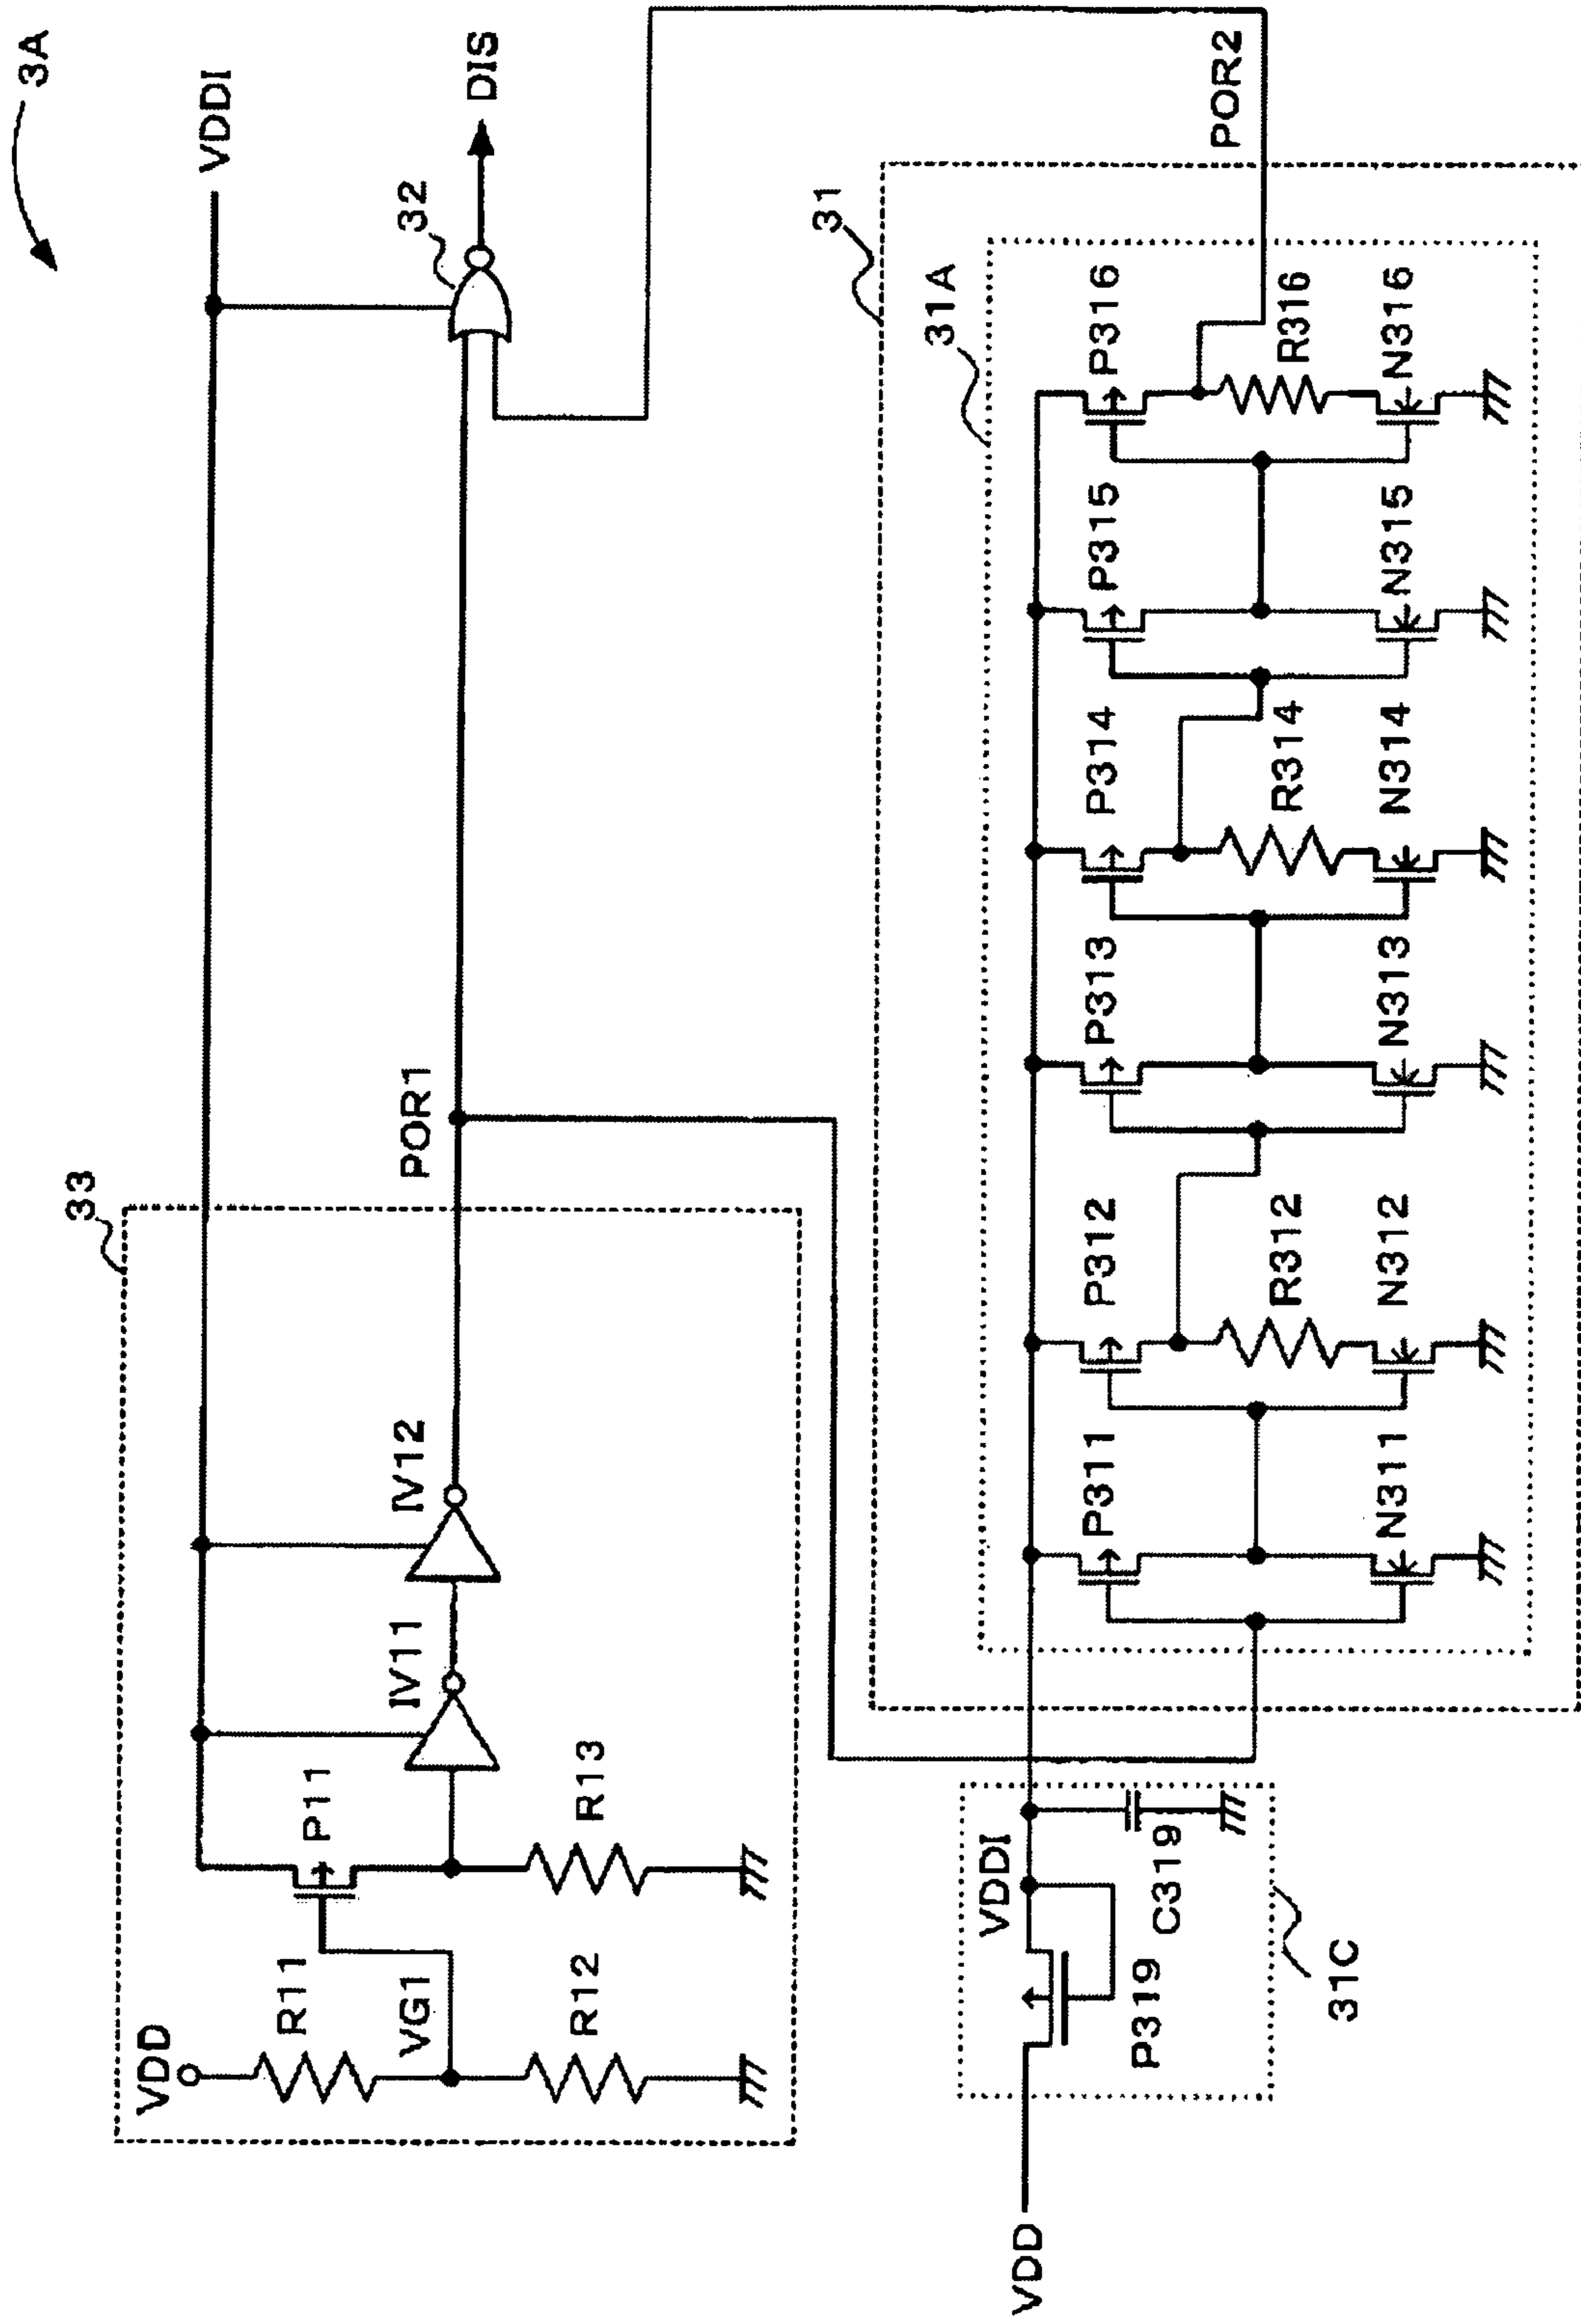 3A
VDDI
33
VDD
R11
VG1
R12
P11
R13
IV11
IV12
POR1
32
DIS
POR2
31
31A
VDD
P319
VDDI
C319
31C
P311
N311
P312
R312
N312
P313
N313
P314
R314
N314
P315
N315
P316
R316
N316